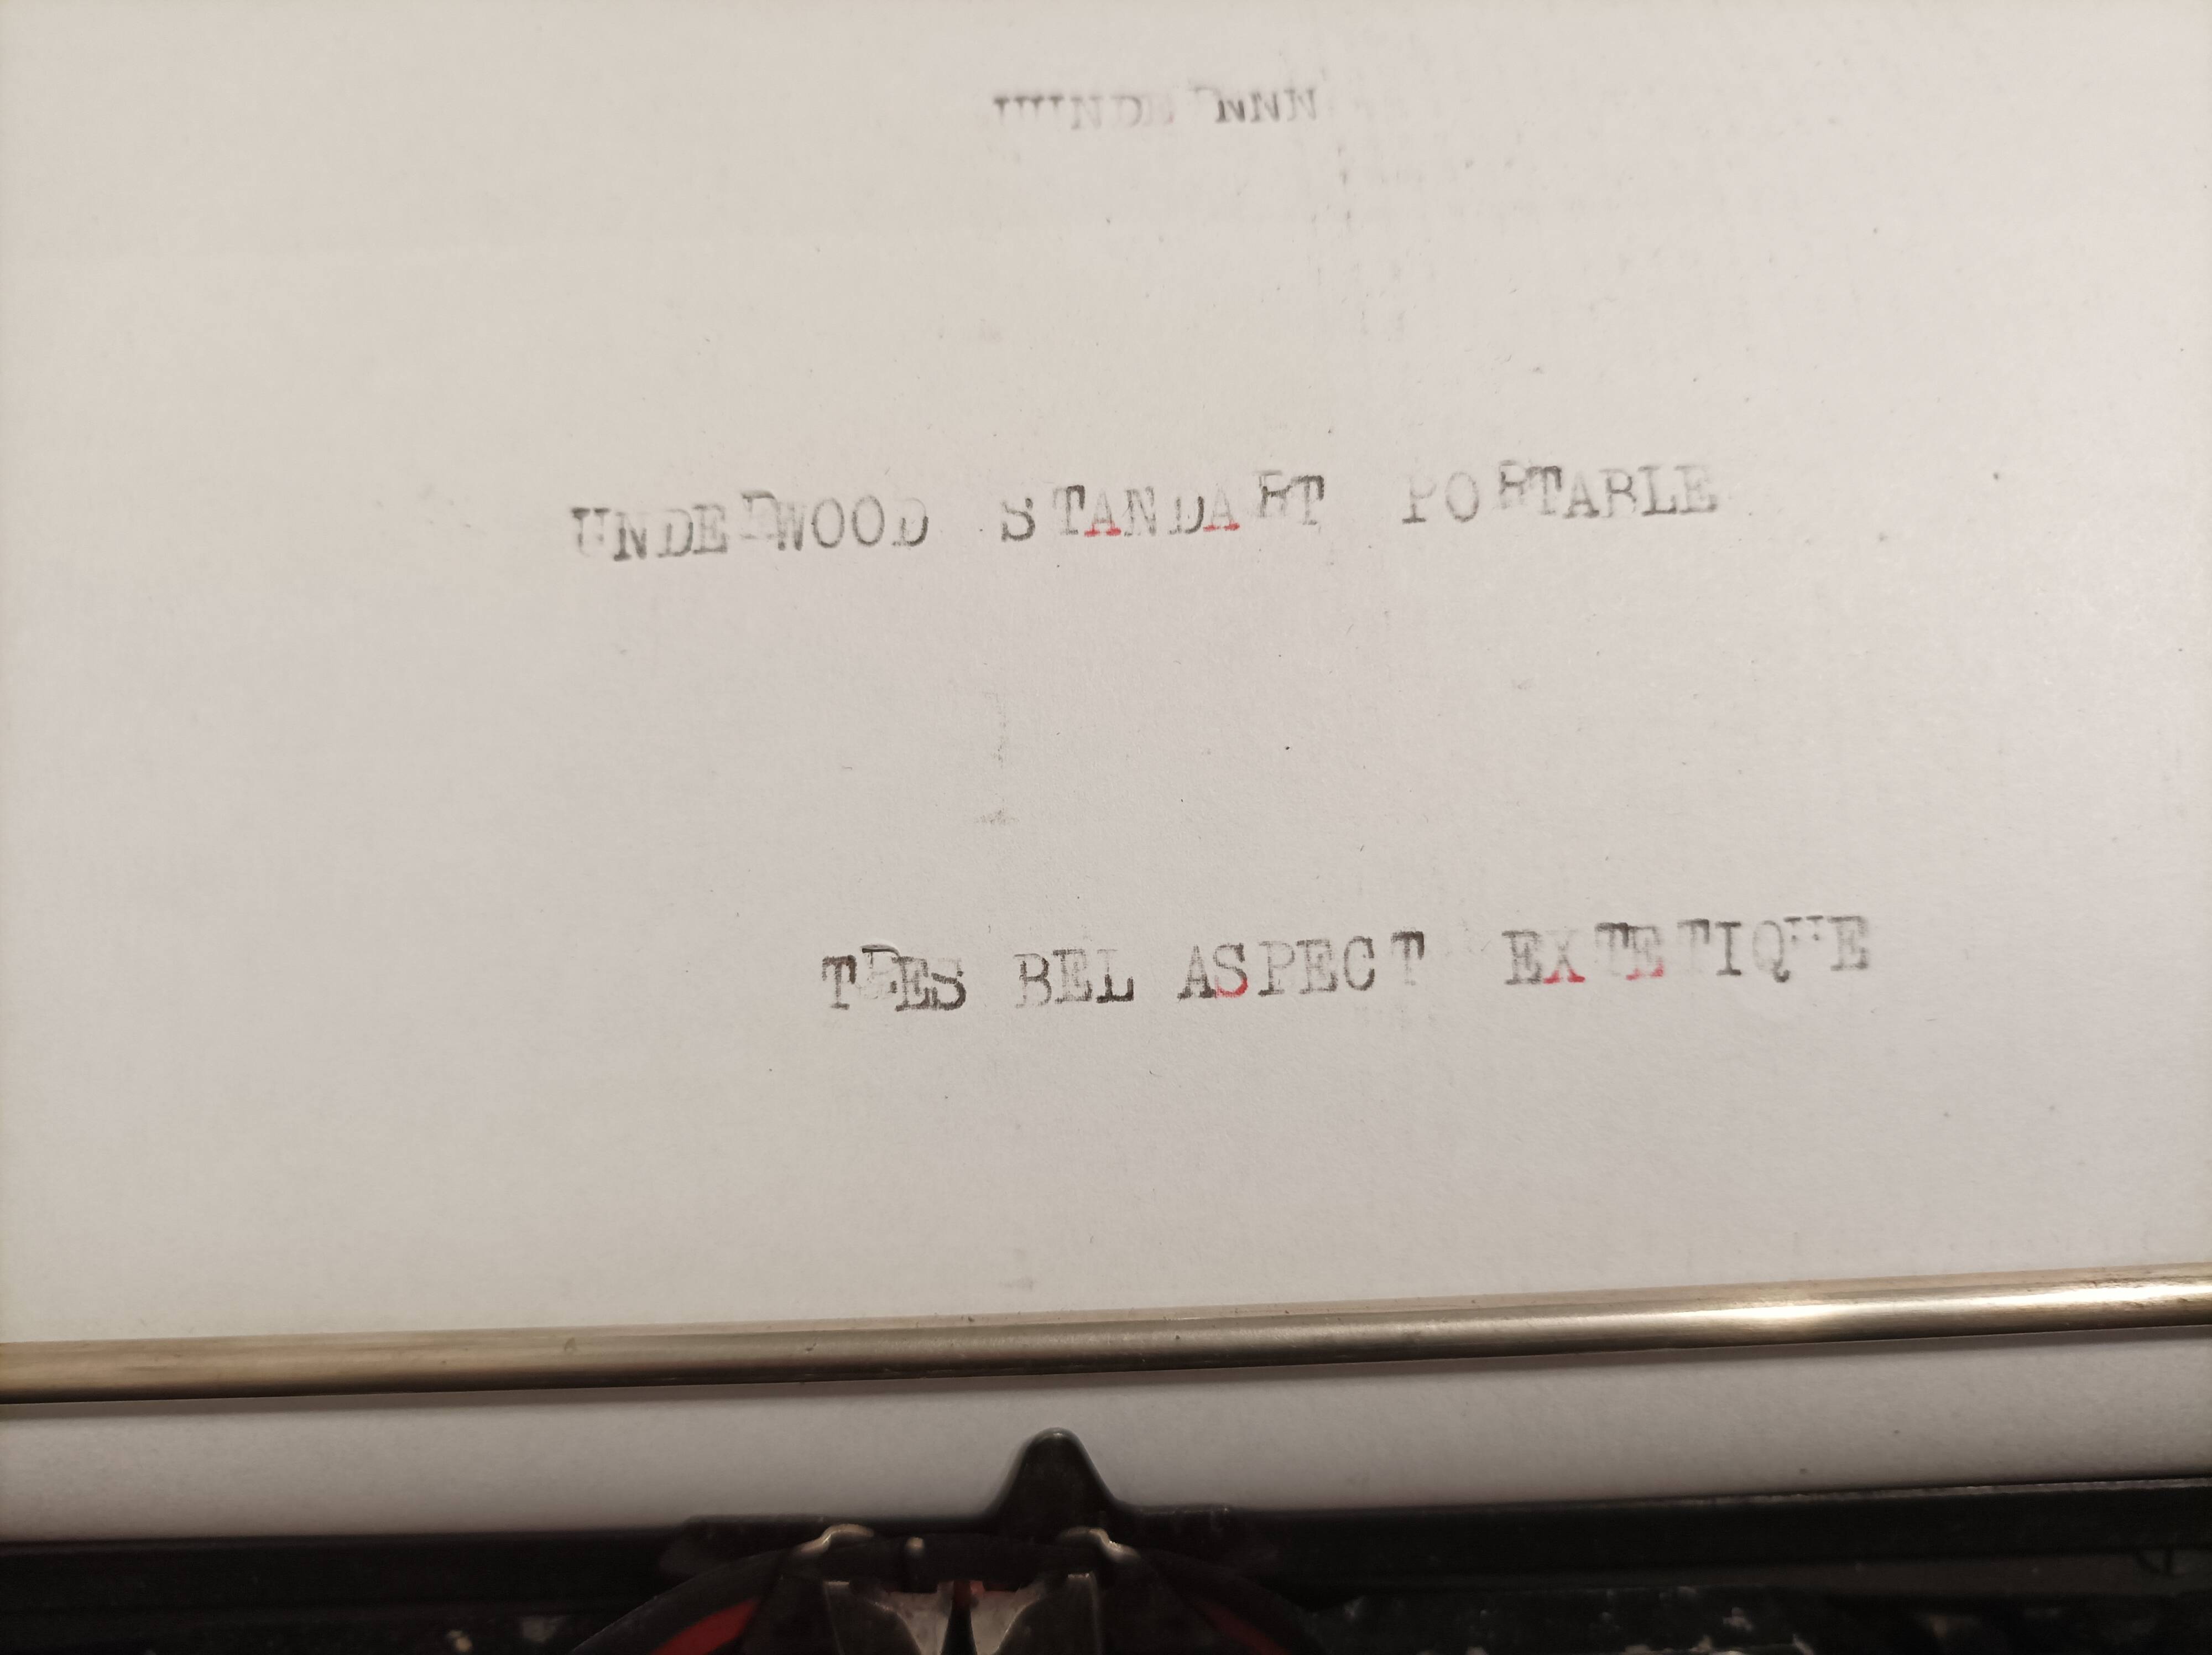 UNDERWOOD STANDART PORTABLE
TRES BEL ASPECT EXTETIQUE